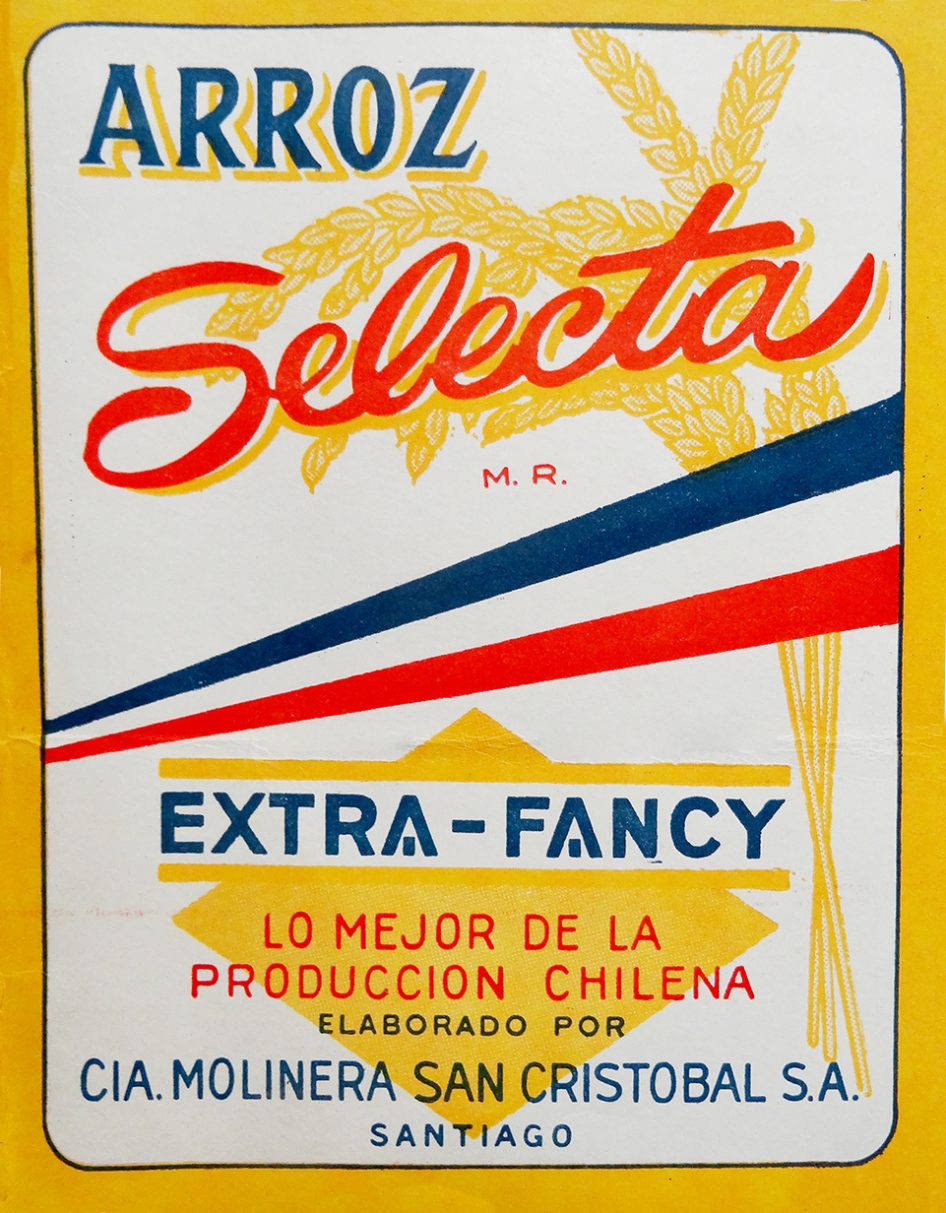 ARROZ
Selecta
M. R.
EXTRA-FANCY
LO MEJOR DE LA
PRODUCCION CHILENA
ELABORADO POR
CIA. MOLINERA SAN CRISTOBAL S.A.
SANTIAGO